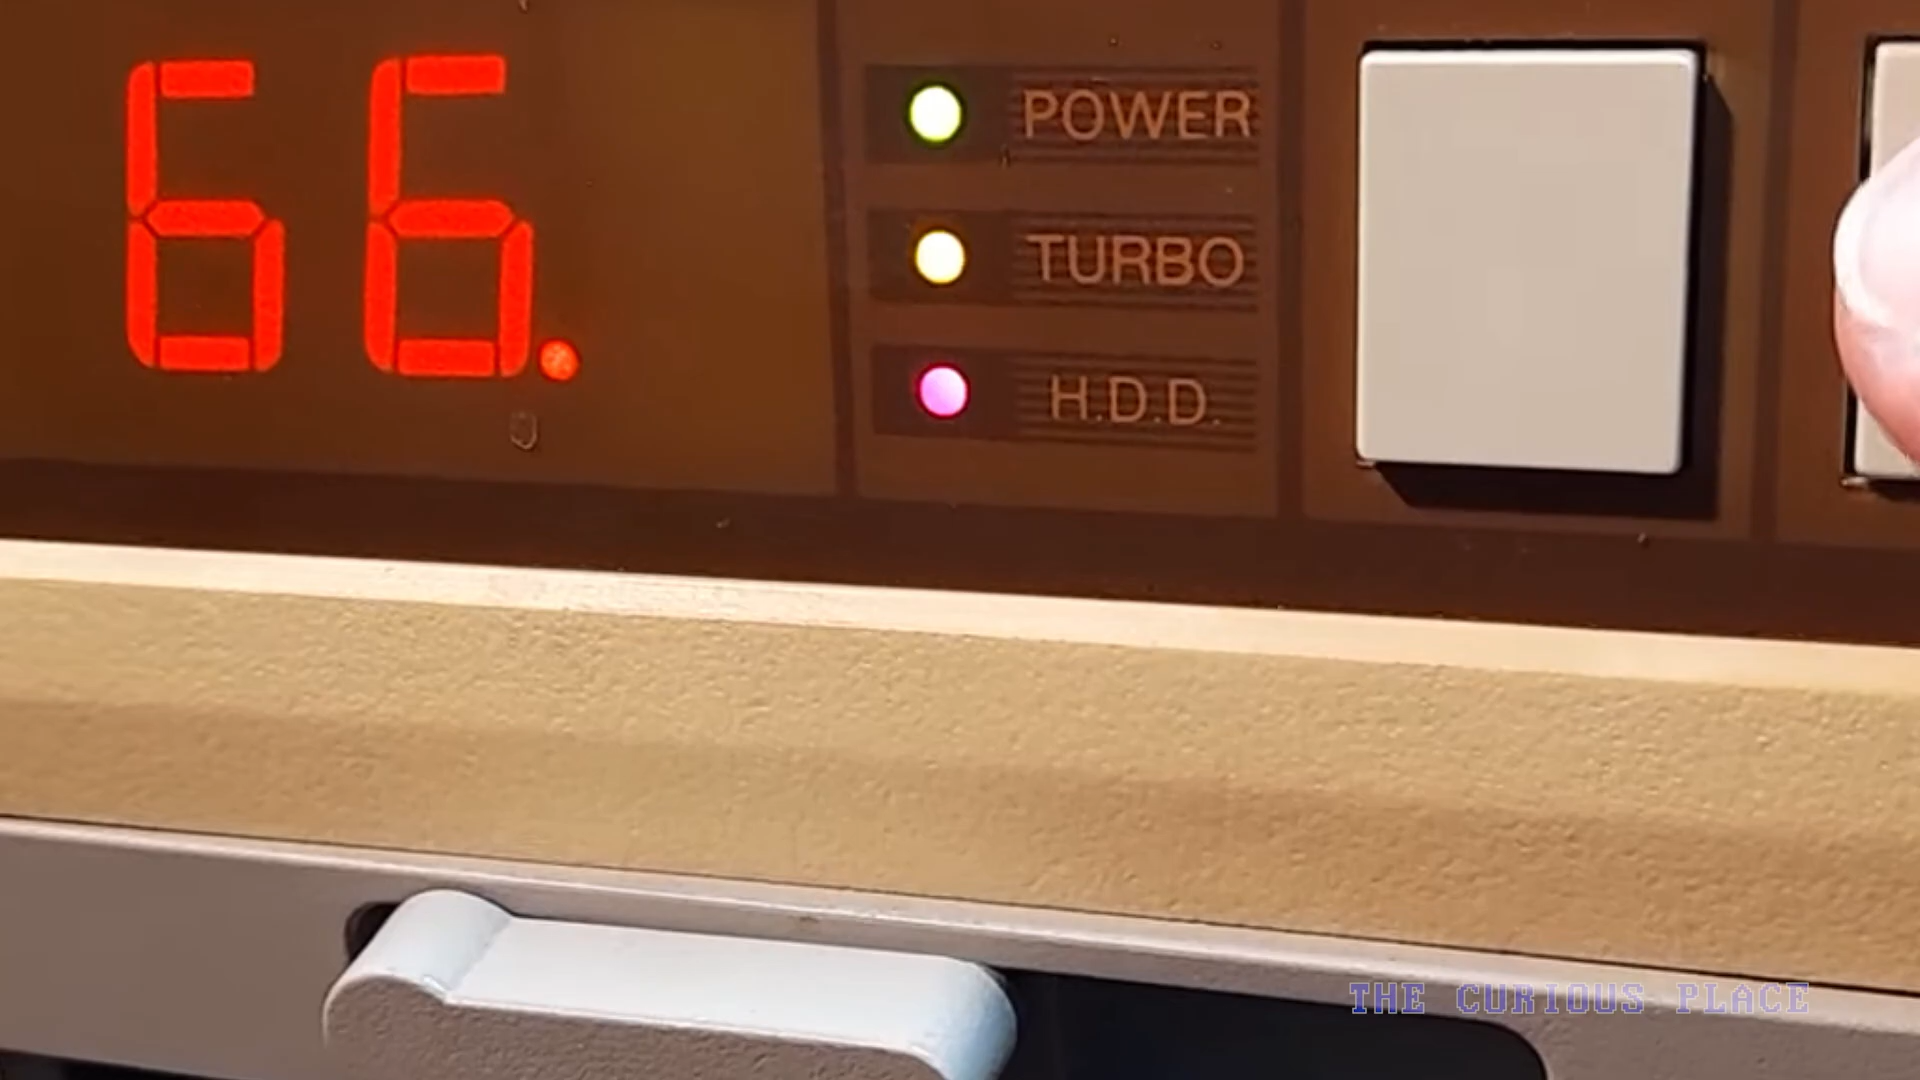 66.
POWER
TURBO
H.D.D.
THE CURIOUS PLACE